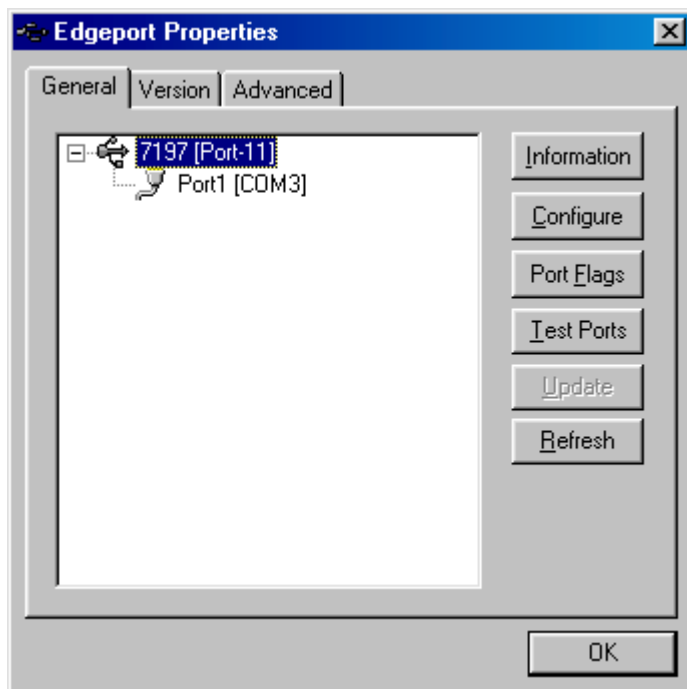 Edgeport Properties
General Version Advanced
7197 [Port-11]
Port1 [COM3]
Information
Configure
Port Flags
Test Ports
Update
Refresh
OK